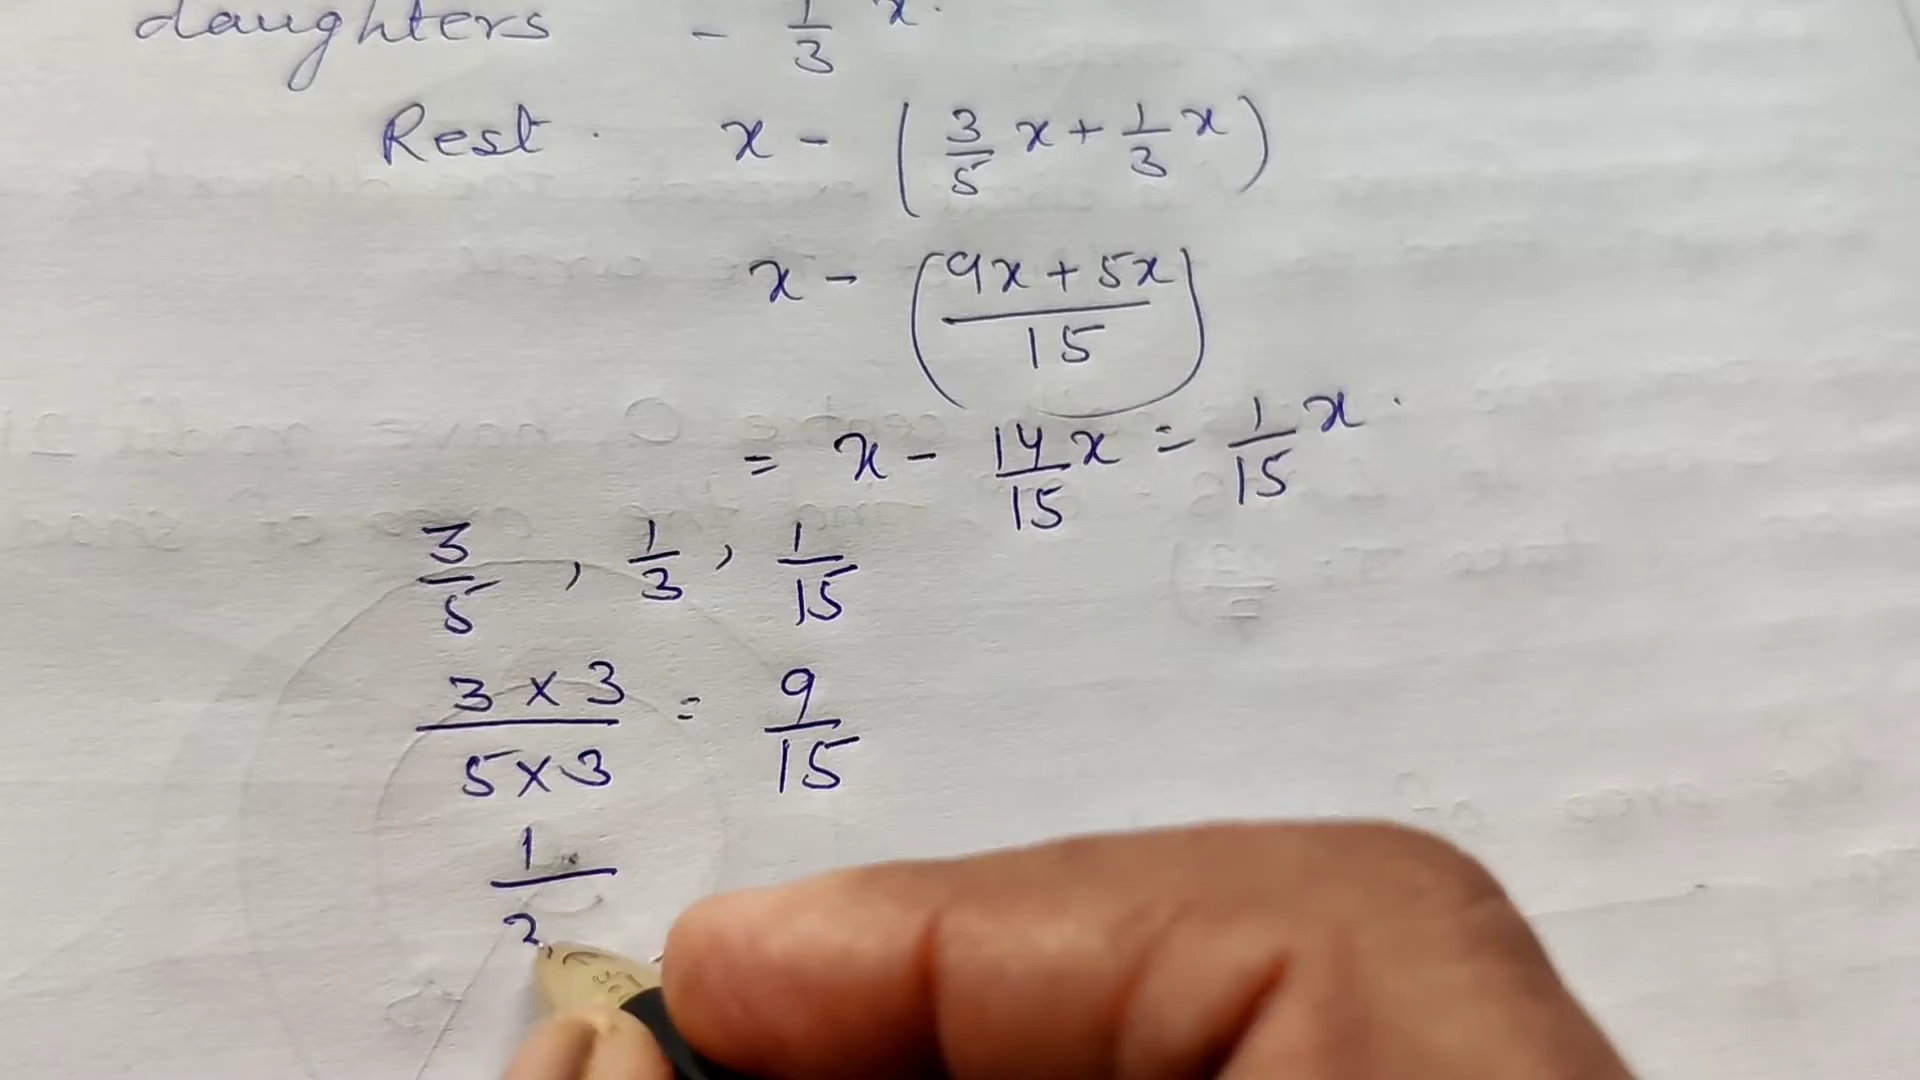 daughters - 1/3 x.
Rest. x - (3/5 x + 1/3 x)
x - (9x + 5x / 15)
= x - 14/15 x = 1/15 x.
3/5, 1/3, 1/15
3 x 3 / 5 x 3 = 9/15
1